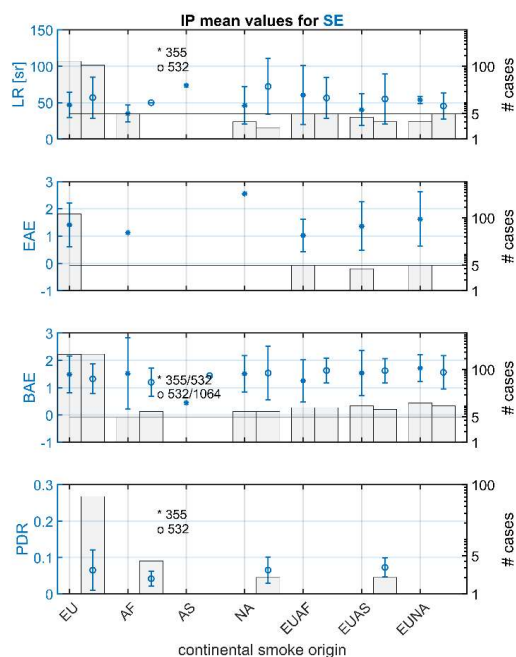 IP mean values for SE
150
100
50
0
LR [sr]
* 355
o 532
100
5
1
# cases
3
2
1
0
-1
EAE
100
5
1
# cases
3
2
1
0
-1
BAE
* 355/532
o 532/1064
100
5
1
# cases
0.3
0.2
0.1
0
PDR
* 355
o 532
100
5
1
# cases
EU
AF
AS
NA
EUAF
EUAS
EUNA
continental smoke origin